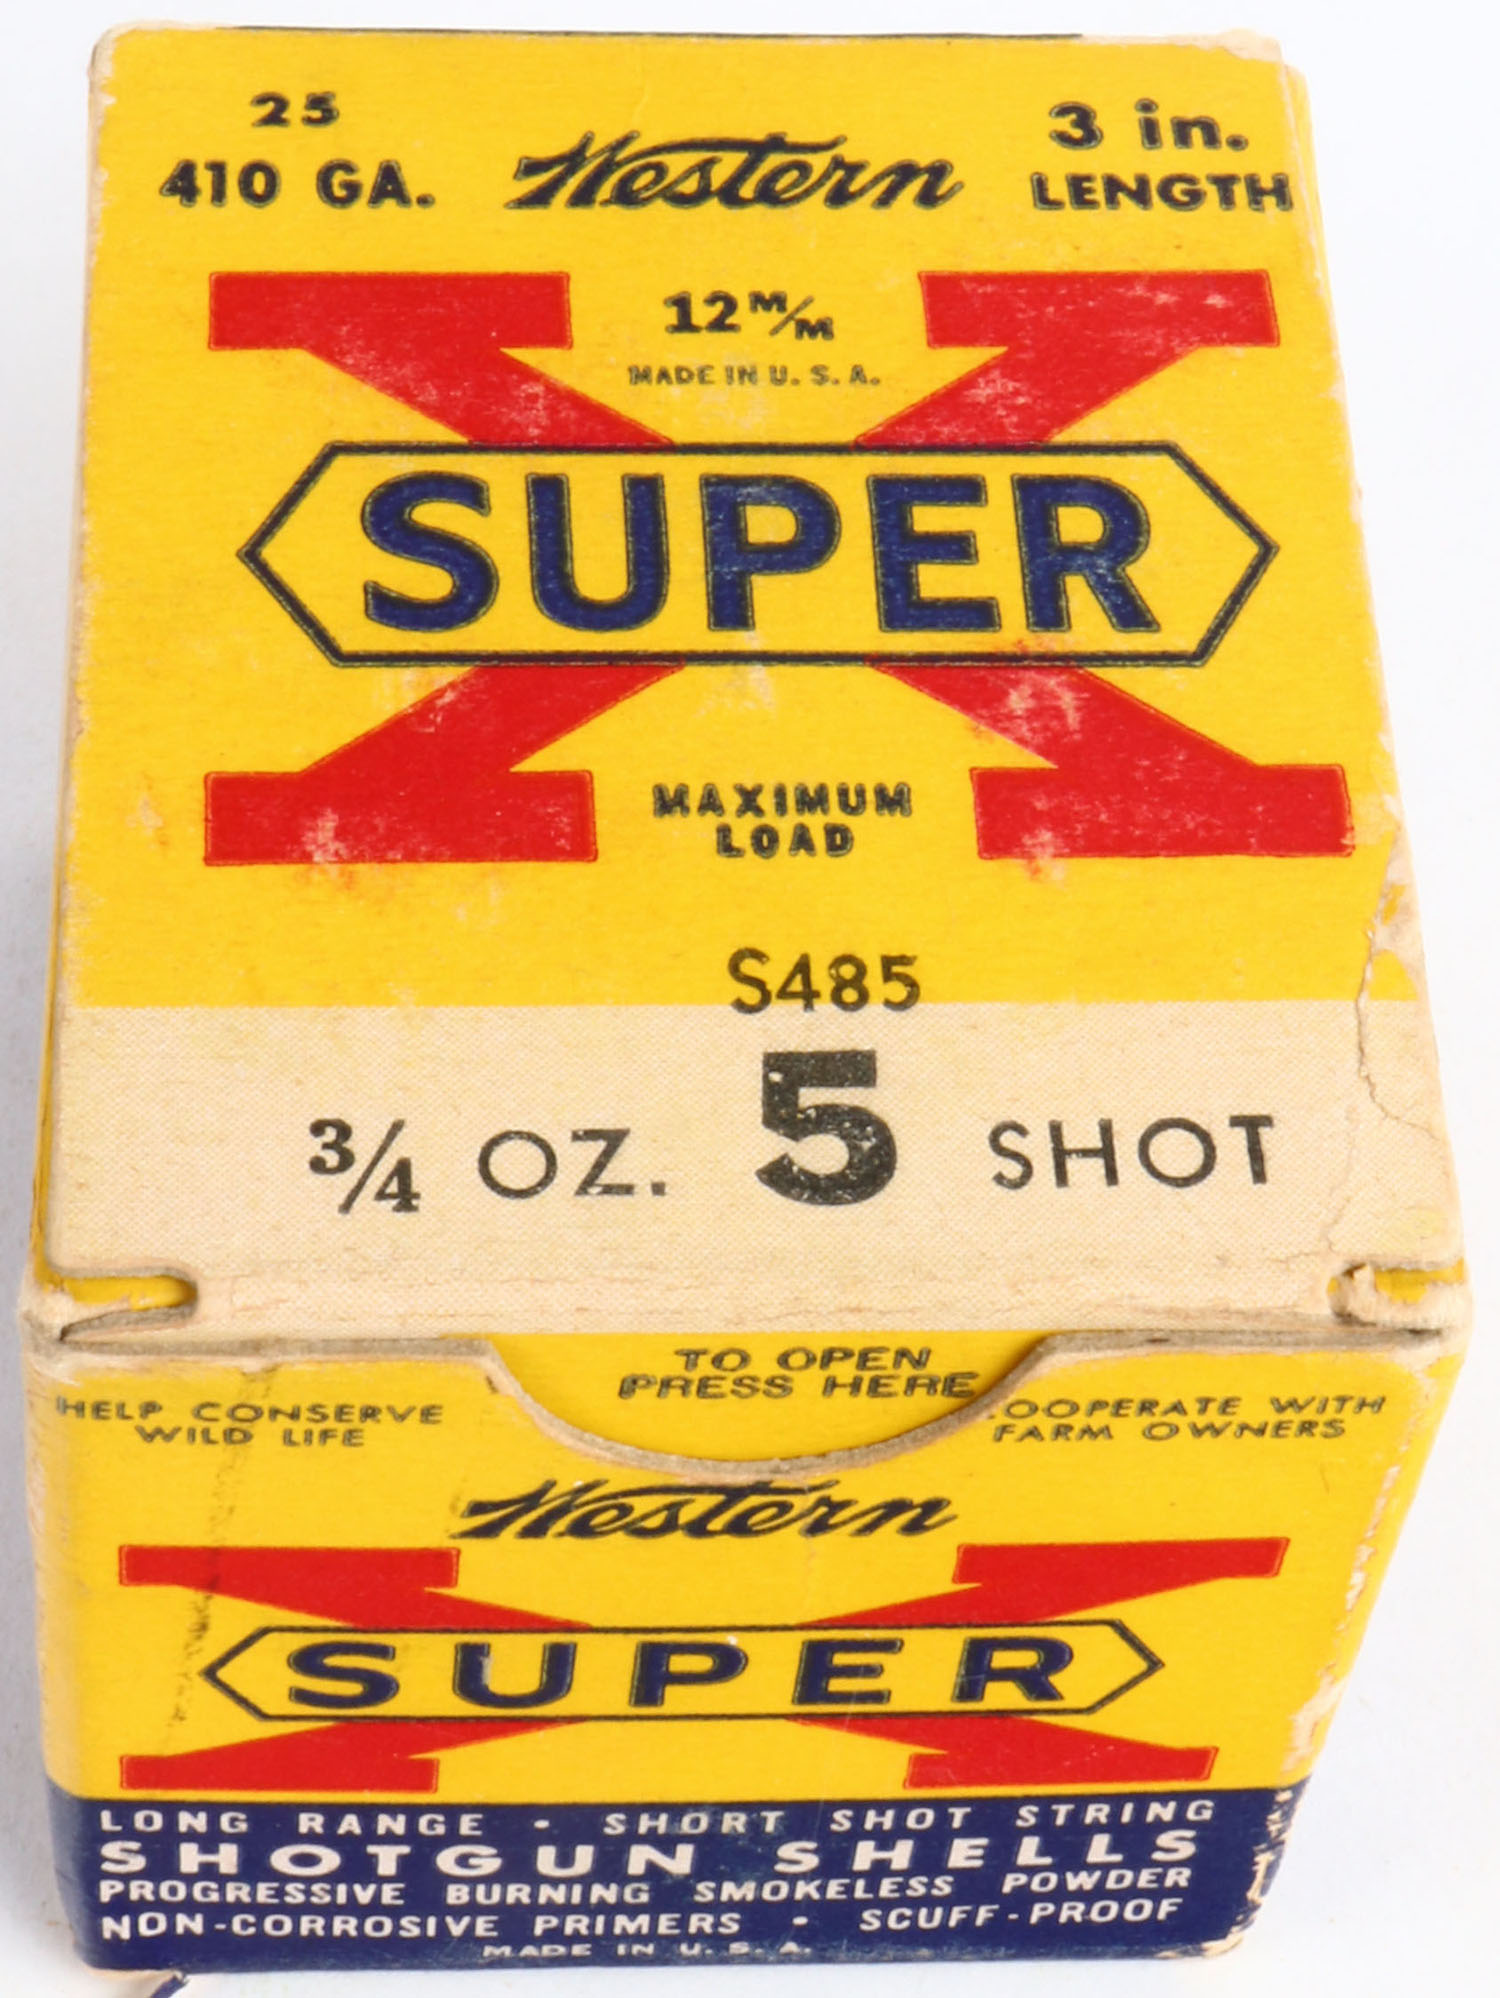 25
410 GA.
Western
3 in.
LENGTH
12 M/M
MADE IN U. S. A.
X
SUPER
MAXIMUM
LOAD
S485
3/4 OZ. 5 SHOT
TO OPEN
PRESS HERE
HELP CONSERVE
WILD LIFE
COOPERATE WITH
FARM OWNERS
Western
X
SUPER
LONG RANGE · SHORT SHOT STRING
SHOTGUN SHELLS
PROGRESSIVE BURNING SMOKELESS POWDER
NON-CORROSIVE PRIMERS · SCUFF-PROOF
MADE IN U. S. A.